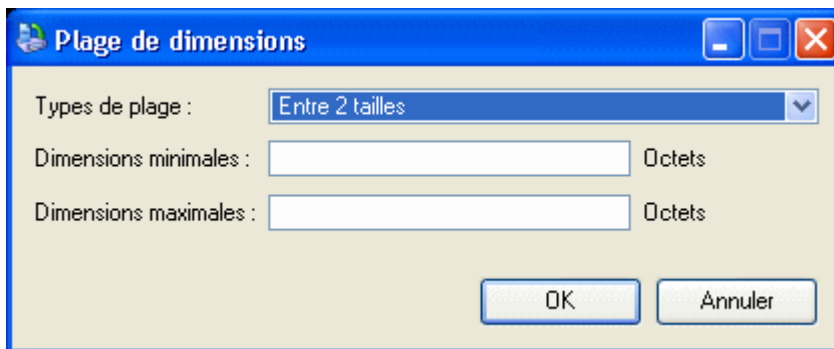 Plage de dimensions
Types de plage : Entre 2 tailles
Dimensions minimales : Octets
Dimensions maximales : Octets
OK Annuler